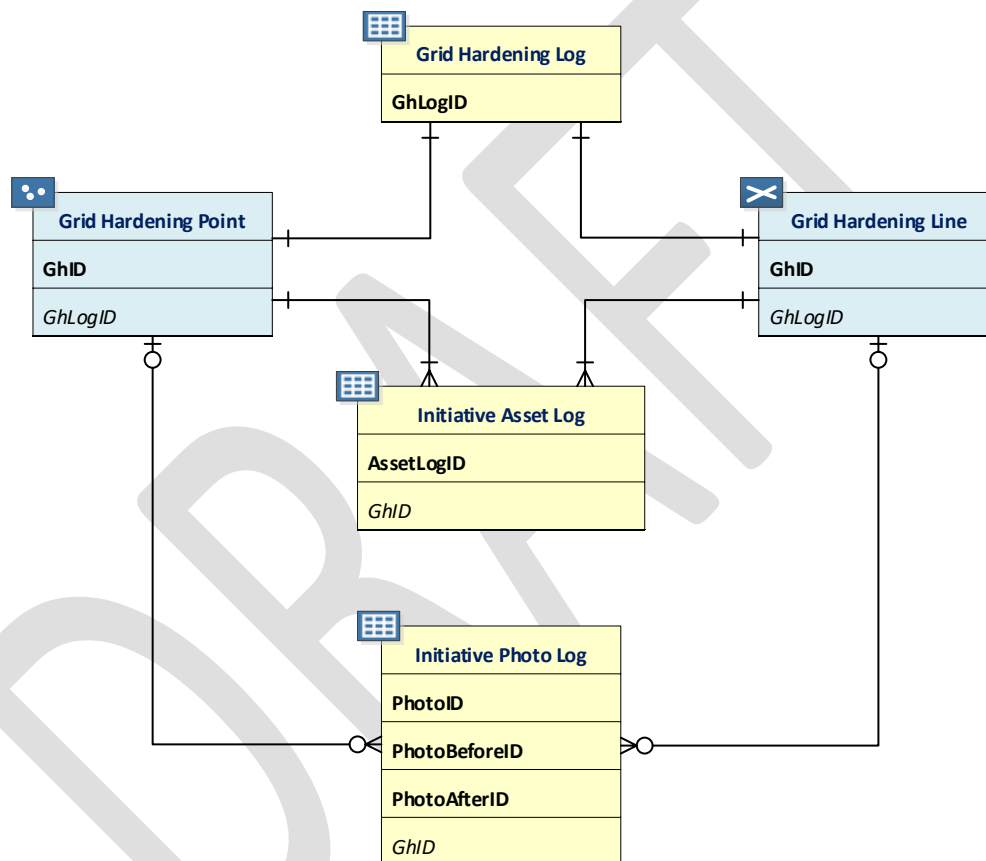 Grid Hardening Log
GhLogID
Grid Hardening Point
GhID
GhLogID
Grid Hardening Line
GhID
GhLogID
Initiative Asset Log
AssetLogID
GhID
Initiative Photo Log
PhotoID
PhotoBeforeID
PhotoAfterID
GhID
DRAFT